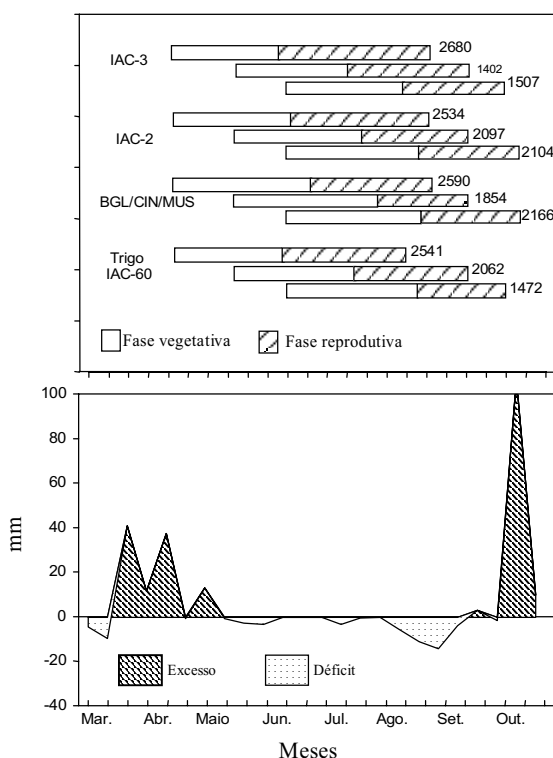 IAC-3
2680
1402
1507
IAC-2
2534
2097
2104
BGL/CIN/MUS
2590
1854
2166
Trigo
IAC-60
2541
2062
1472
Fase vegetativa
Fase reprodutiva
100
80
60
40
20
0
-20
-40
mm
Excesso
Déficit
Mar. Abr. Maio Jun. Jul. Ago. Set. Out.
Meses